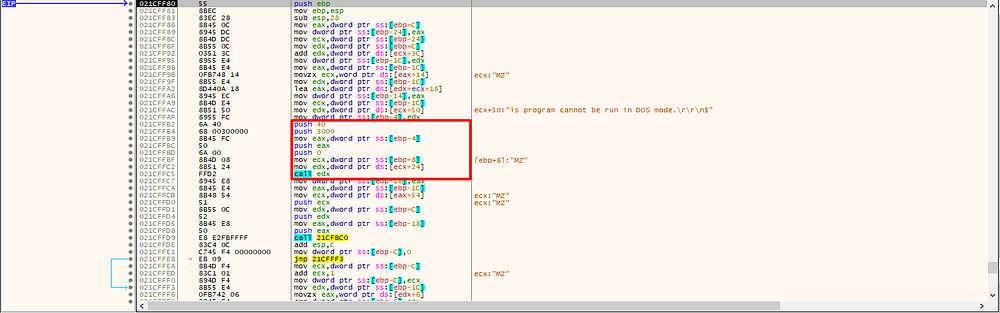 EIP
021CFF80 55 push ebp
021CFF81 8BEC mov ebp,esp
021CFF83 83EC 28 sub esp,28
021CFF86 8B45 0C mov eax,dword ptr ss:[ebp+C]
021CFF89 8945 DC mov dword ptr ss:[ebp-24],eax
021CFF8C 8B4D DC mov ecx,dword ptr ss:[ebp-24]
021CFF8F 8B55 0C mov edx,dword ptr ss:[ebp+C]
021CFF92 0351 3C add edx,dword ptr ds:[ecx+3C]
021CFF95 8955 E4 mov dword ptr ss:[ebp-1C],edx
021CFF98 8B45 E4 mov eax,dword ptr ss:[ebp-1C]
021CFF9B 0FB748 14 movzx ecx,word ptr ds:[eax+14] ecx:"MZ"
021CFF9F 8B55 E4 mov edx,dword ptr ss:[ebp-1C]
021CFFA2 8D440A 18 lea eax,dword ptr ds:[edx+ecx+18]
021CFFA6 8945 EC mov dword ptr ss:[ebp-14],eax
021CFFA9 8B4D E4 mov ecx,dword ptr ss:[ebp-1C]
021CFFAC 8B51 50 mov edx,dword ptr ds:[ecx+50] ecx+50:"is program cannot be run in DOS mode.\r\r\n$"
021CFFAF 8955 FC mov dword ptr ss:[ebp-4],edx
021CFFB2 6A 40 push 40
021CFFB4 68 00300000 push 3000
021CFFB9 8B45 FC mov eax,dword ptr ss:[ebp-4]
021CFFBC 50 push eax
021CFFBD 6A 00 push 0
021CFFBF 8B4D 08 mov ecx,dword ptr ss:[ebp+8] [ebp+8]:"MZ"
021CFFC2 8B51 24 mov edx,dword ptr ds:[ecx+24]
021CFFC5 FFD2 call edx
021CFFC7 8945 E8 mov dword ptr ss:[ebp-18],eax
021CFFCA 8B45 E4 mov eax,dword ptr ss:[ebp-1C]
021CFFCD 8B48 54 mov ecx,dword ptr ds:[eax+54] ecx:"MZ"
021CFFD0 51 push ecx ecx:"MZ"
021CFFD1 8B55 0C mov edx,dword ptr ss:[ebp+C]
021CFFD4 52 push edx
021CFFD5 8B45 E8 mov eax,dword ptr ss:[ebp-18]
021CFFD8 50 push eax
021CFFD9 E8 E2FBFFFF call 21CFBC0
021CFFDE 83C4 0C add esp,C
021CFFE1 C745 F4 00000000 mov dword ptr ss:[ebp-C],0
021CFFE8 EB 09 jmp 21CFFF3
021CFFEA 8B4D F4 mov ecx,dword ptr ss:[ebp-C]
021CFFED 83C1 01 add ecx,1 ecx:"MZ"
021CFFF0 894D F4 mov dword ptr ss:[ebp-C],ecx
021CFFF3 8B55 E4 mov edx,dword ptr ss:[ebp-1C]
021CFFF6 0FB742 06 movzx eax,word ptr ds:[edx+6]